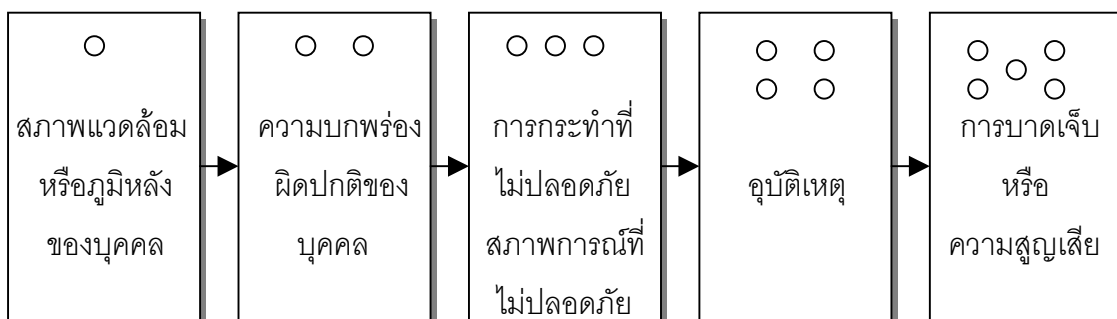 สภาพแวดล้อม
หรือภูมิหลัง
ของบุคคล
ความบกพร่อง
ผิดปกติของ
บุคคล
การกระทำที่
ไม่ปลอดภัย
สภาพการณ์ที่
ไม่ปลอดภัย
อุบัติเหตุ
การบาดเจ็บ
หรือ
ความสูญเสีย